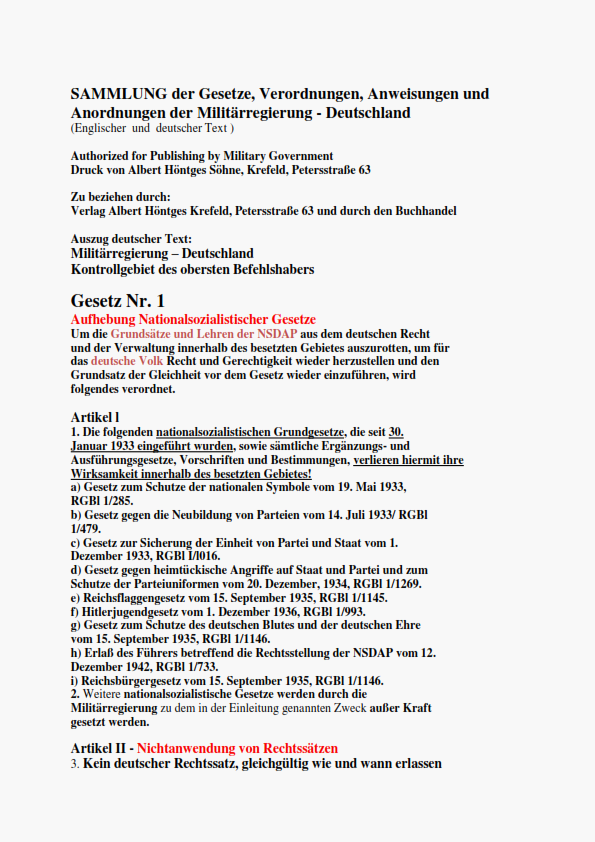 SAMMLUNG der Gesetze, Verordnungen, Anweisungen und
Anordnungen der Militärregierung - Deutschland
(Englischer und deutscher Text )
Authorized for Publishing by Military Government
Druck von Albert Höntges Söhne, Krefeld, Petersstraße 63
Zu beziehen durch:
Verlag Albert Höntges Krefeld, Petersstraße 63 und durch den Buchhandel
Auszug deutscher Text:
Militärregierung – Deutschland
Kontrollgebiet des obersten Befehlshabers
Gesetz Nr. 1
Aufhebung Nationalsozialistischer Gesetze
Um die Grundsätze und Lehren der NSDAP aus dem deutschen Recht
und der Verwaltung innerhalb des besetzten Gebietes auszurotten, um für
das deutsche Volk Recht und Gerechtigkeit wieder herzustellen und den
Grundsatz der Gleichheit vor dem Gesetz wieder einzuführen, wird
folgendes verordnet.
Artikel l
1. Die folgenden nationalsozialistischen Grundgesetze, die seit 30.
Januar 1933 eingeführt wurden, sowie sämtliche Ergänzungs- und
Ausführungsgesetze, Vorschriften und Bestimmungen, verlieren hiermit ihre
Wirksamkeit innerhalb des besetzten Gebietes!
a) Gesetz zum Schutze der nationalen Symbole vom 19. Mai 1933,
RGBl 1/285.
b) Gesetz gegen die Neubildung von Parteien vom 14. Juli 1933/ RGBl
1/479.
c) Gesetz zur Sicherung der Einheit von Partei und Staat vom 1.
Dezember 1933, RGBl I/l016.
d) Gesetz gegen heimtückische Angriffe auf Staat und Partei und zum
Schutze der Parteiuniformen vom 20. Dezember, 1934, RGBl 1/1269.
e) Reichsflaggengesetz vom 15. September 1935, RGBl 1/1145.
f) Hitlerjugendgesetz vom 1. Dezember 1936, RGBl 1/993.
g) Gesetz zum Schutze des deutschen Blutes und der deutschen Ehre
vom 15. September 1935, RGBl 1/1146.
h) Erlaß des Führers betreffend die Rechtsstellung der NSDAP vom 12.
Dezember 1942, RGBl 1/733.
i) Reichsbürgergesetz vom 15. September 1935, RGBl 1/1146.
2. Weitere nationalsozialistische Gesetze werden durch die
Militärregierung zu dem in der Einleitung genannten Zweck außer Kraft
gesetzt werden.
Artikel II - Nichtanwendung von Rechtssätzen
3. Kein deutscher Rechtssatz, gleichgültig wie und wann erlassen